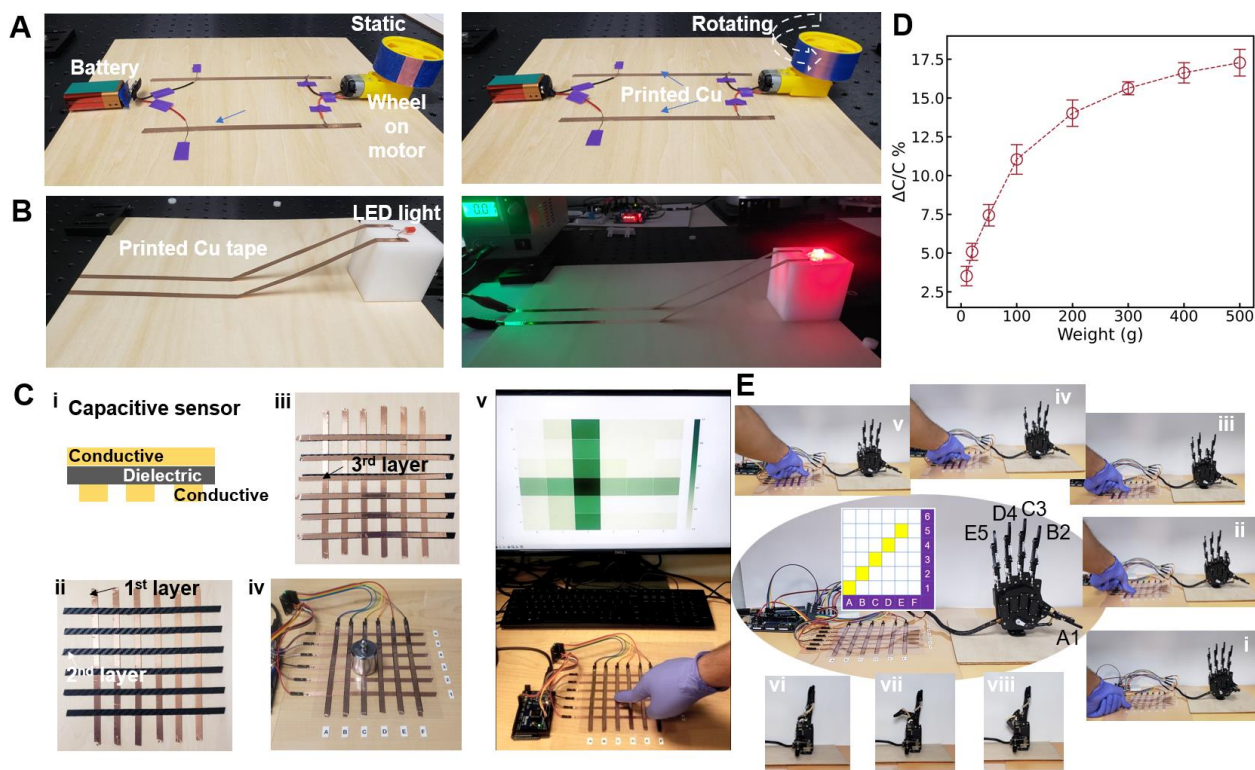 A
Static
Battery
Wheel
on
motor
Rotating
Printed Cu
B
LED light
Printed Cu tape
0.01
C
i
Capacitive sensor
Conductive
Dielectric
Conductive
ii
1st layer
2nd layer
iii
3rd layer
iv
A B C D E F
v
DELL
D
ΔC/C %
17.5
15.0
12.5
10.0
7.5
5.0
2.5
0 100 200 300 400 500
Weight (g)
E
v
iv
iii
ii
i
6
5
4
3
2
1
A B C D E F
E5
D4
C3
B2
A1
vi
vii
viii